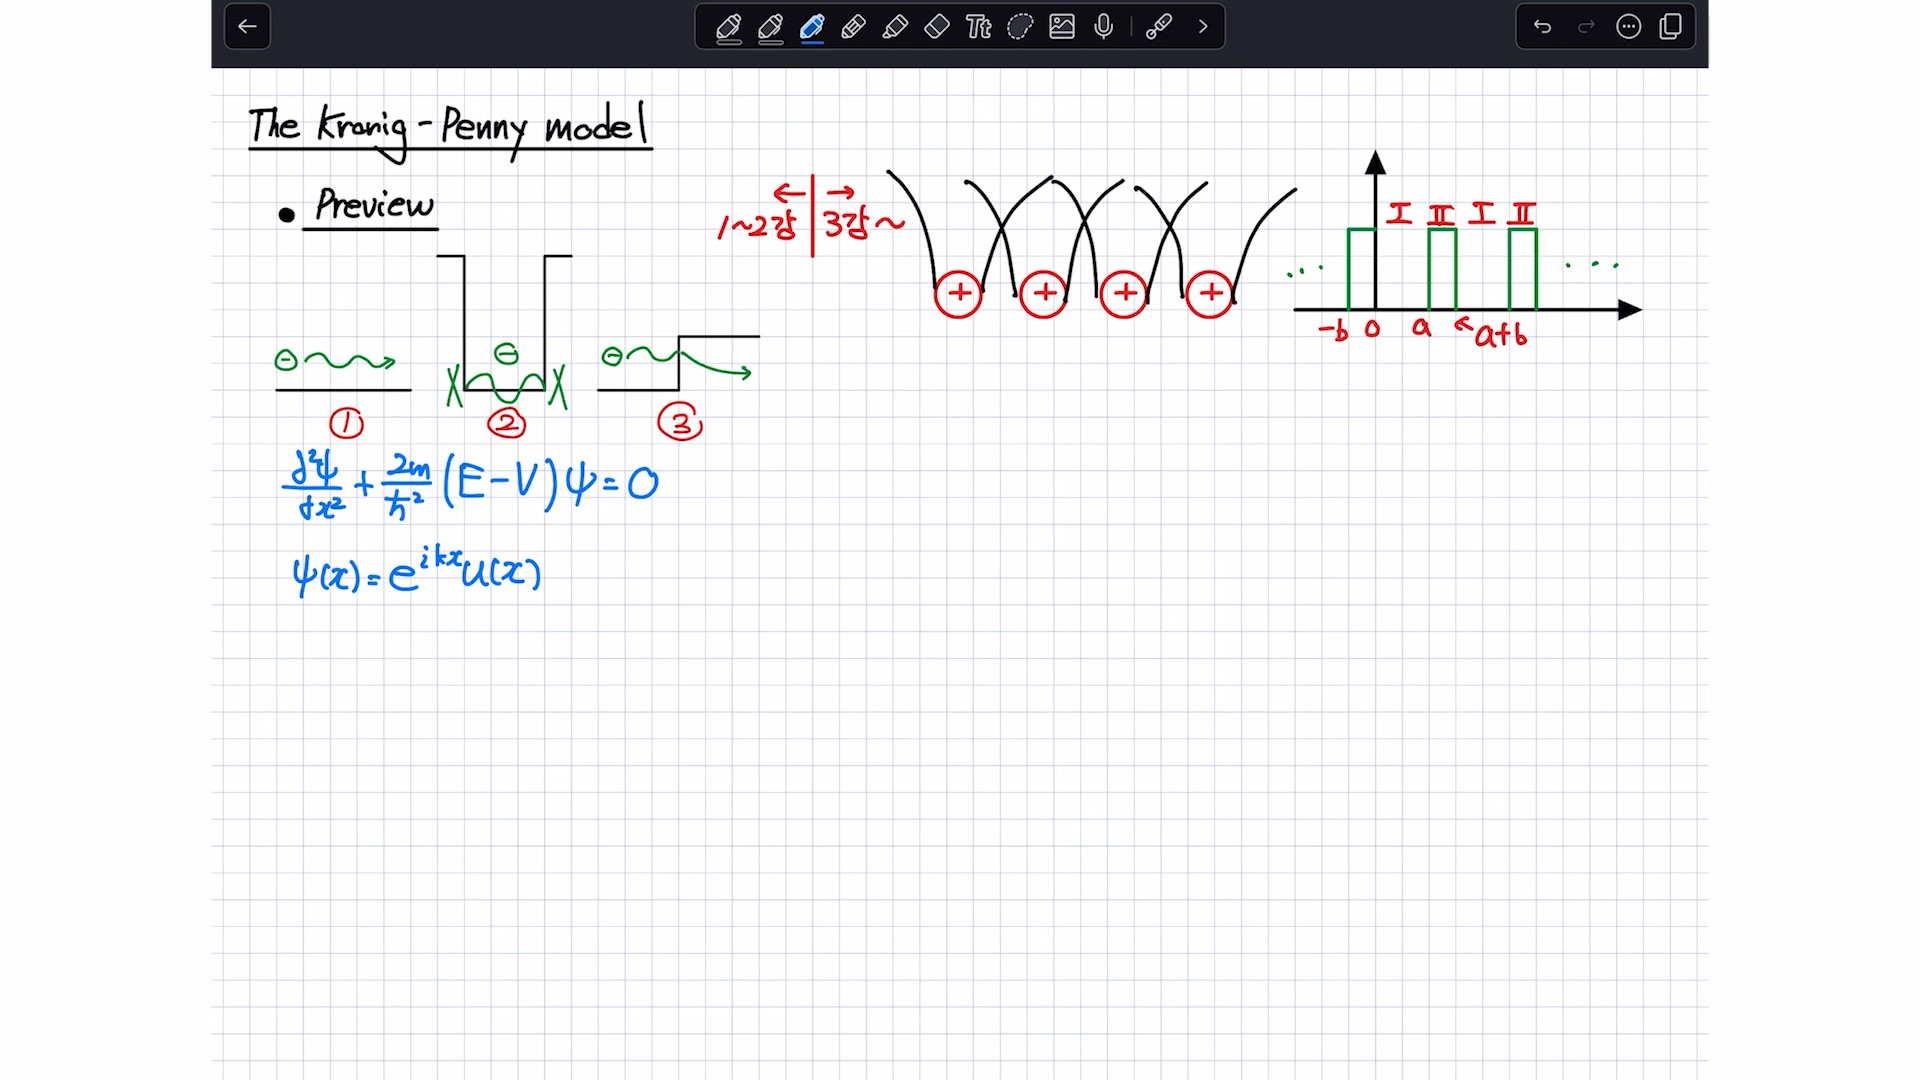 The Kronig-Penny model
• Preview
1~2강 3강~
+ + + +
I II I II
-b 0 a ←a+b
① ② ③
d²ψ/dx² + 2m/ħ² (E-V)ψ=0
ψ(x)=e^{ikx}u(x)
Tt